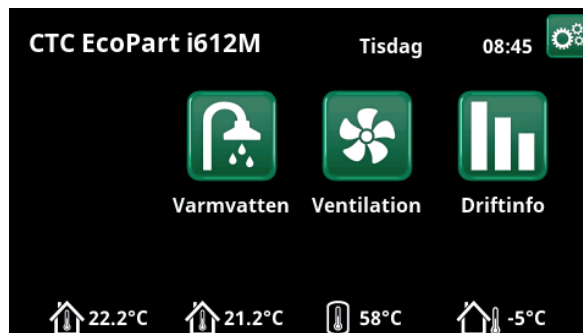 CTC EcoPart i612M Tisdag 08:45
Varmvatten Ventilation Driftinfo
22.2°C 21.2°C 58°C -5°C